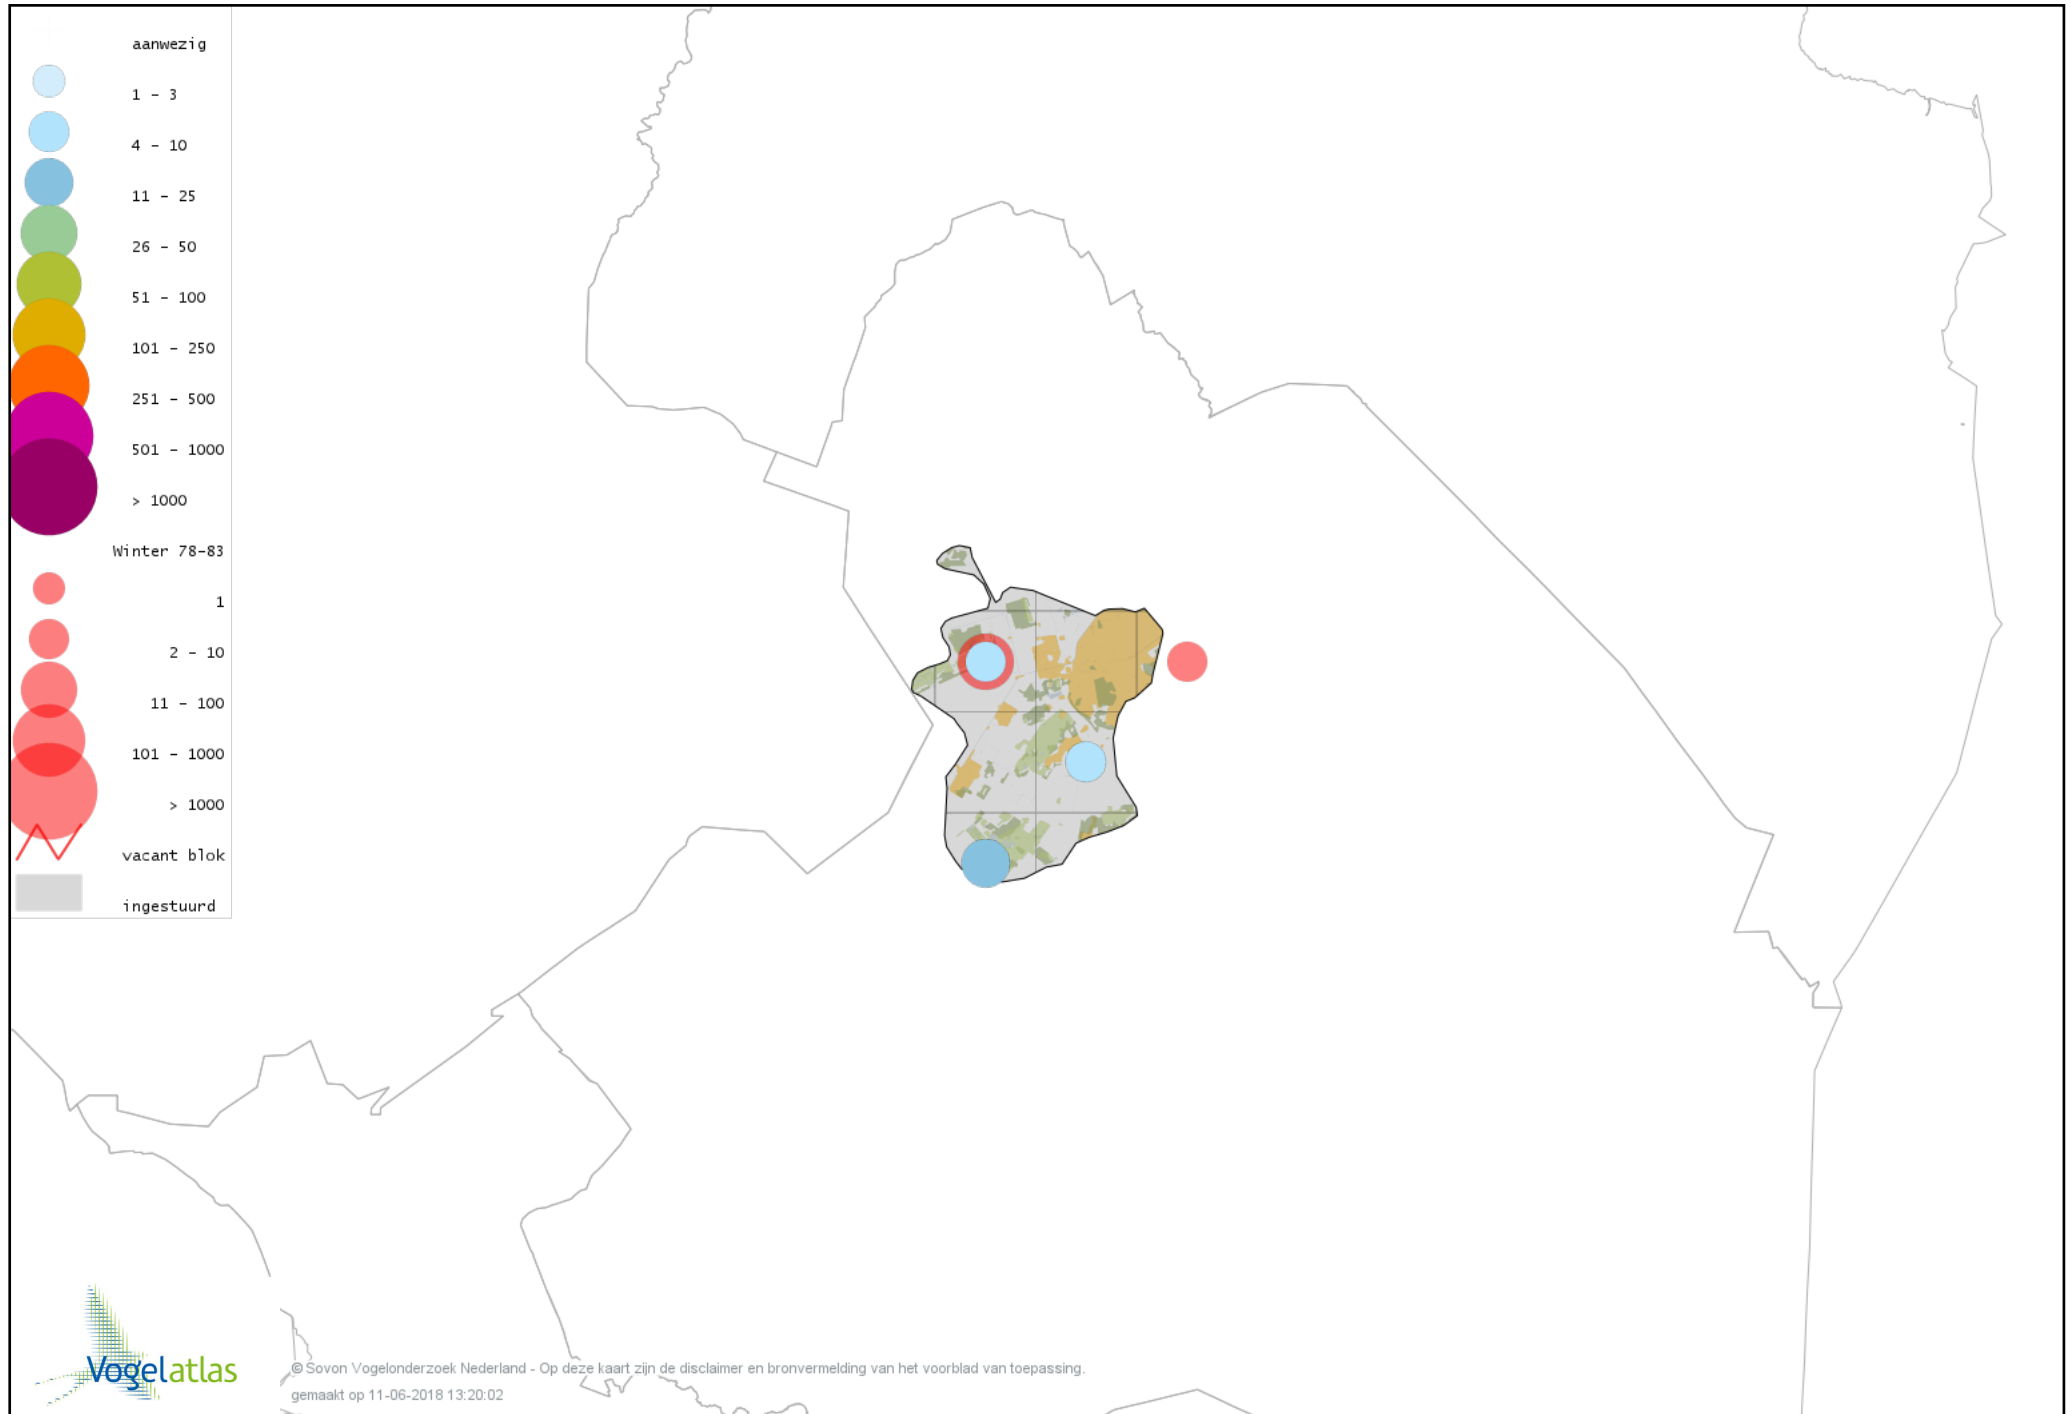 aanwezig
1 - 3
4 - 10
11 - 25
26 - 50
51 - 100
101 - 250
251 - 500
501 - 1000
> 1000
Winter 78-83
1
2 - 10
11 - 100
101 - 1000
> 1000
vacant blok
ingestuurd
Vogelatlas
© Sovon Vogelonderzoek Nederland - Op deze kaart zijn de disclaimer en bronvermelding van het voorblad van toepassing.
gemaakt op 11-06-2018 13:20:02